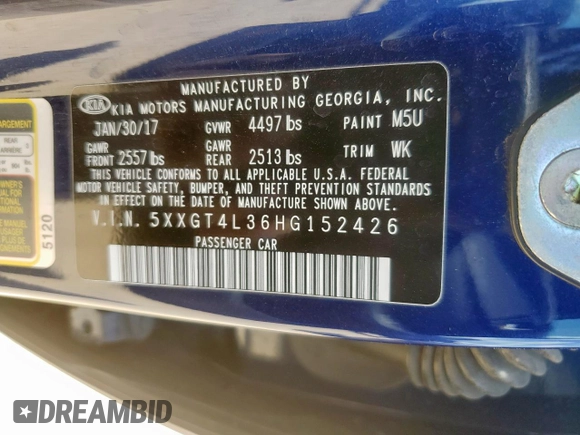 MANUFACTURED BY
KIA KIA MOTORS MANUFACTURING GEORGIA, INC.
JAN/30/17 GVWR 4497 lbs PAINT M5U
GAWR FRONT 2557 lbs GAWR REAR 2513 lbs TRIM WK
THIS VEHICLE CONFORMS TO ALL APPLICABLE U.S.A. FEDERAL
MOTOR VEHICLE SAFETY, BUMPER, AND THEFT PREVENTION STANDARDS
IN EFFECT ON THE DATE OF MANUFACTURE SHOWN ABOVE.
V.I.N. 5XXGT4L36HG152426
PASSENGER CAR
5120
DREAMBID